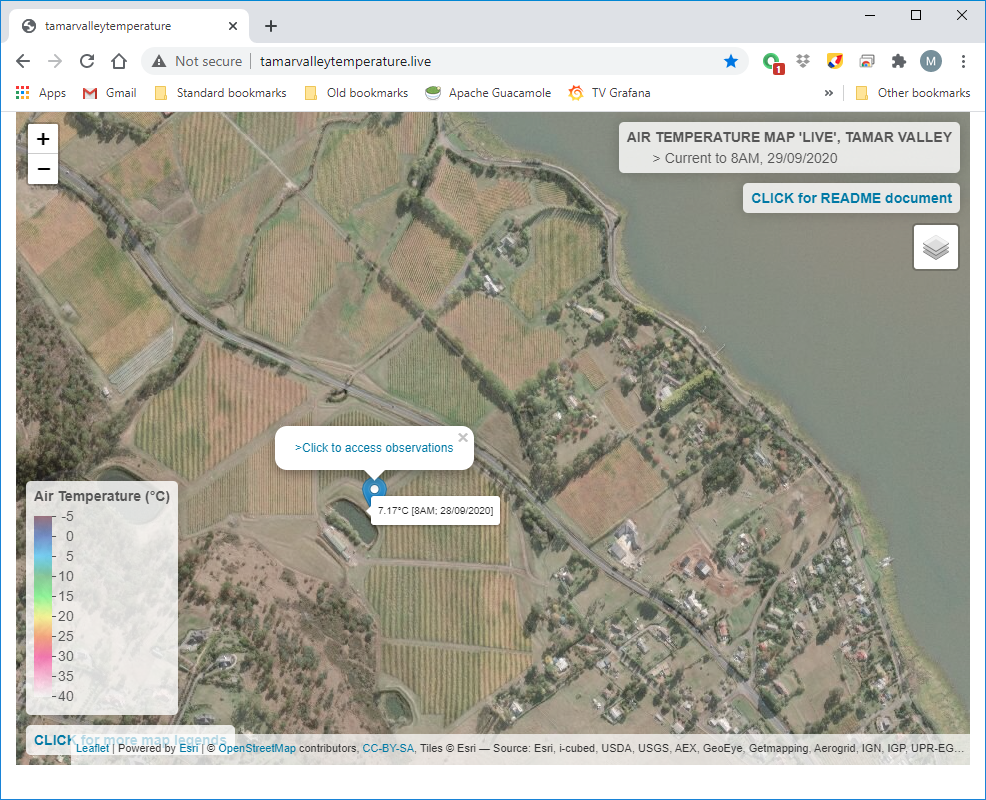 tamarvalleytemperature
Not secure
tamarvalleytemperature.live
1
M
Apps
Gmail
Standard bookmarks
Old bookmarks
Apache Guacamole
TV Grafana
»
Other bookmarks
+
−
AIR TEMPERATURE MAP 'LIVE', TAMAR VALLEY
> Current to 8AM, 29/09/2020
CLICK for README document
>Click to access observations
×
7.17°C [8AM; 28/09/2020]
Air Temperature (°C)
-5
0
5
10
15
20
25
30
35
40
CLICK for more map legends
Leaflet | Powered by Esri | © OpenStreetMap contributors, CC-BY-SA, Tiles © Esri — Source: Esri, i-cubed, USDA, USGS, AEX, GeoEye, Getmapping, Aerogrid, IGN, IGP, UPR-EG...